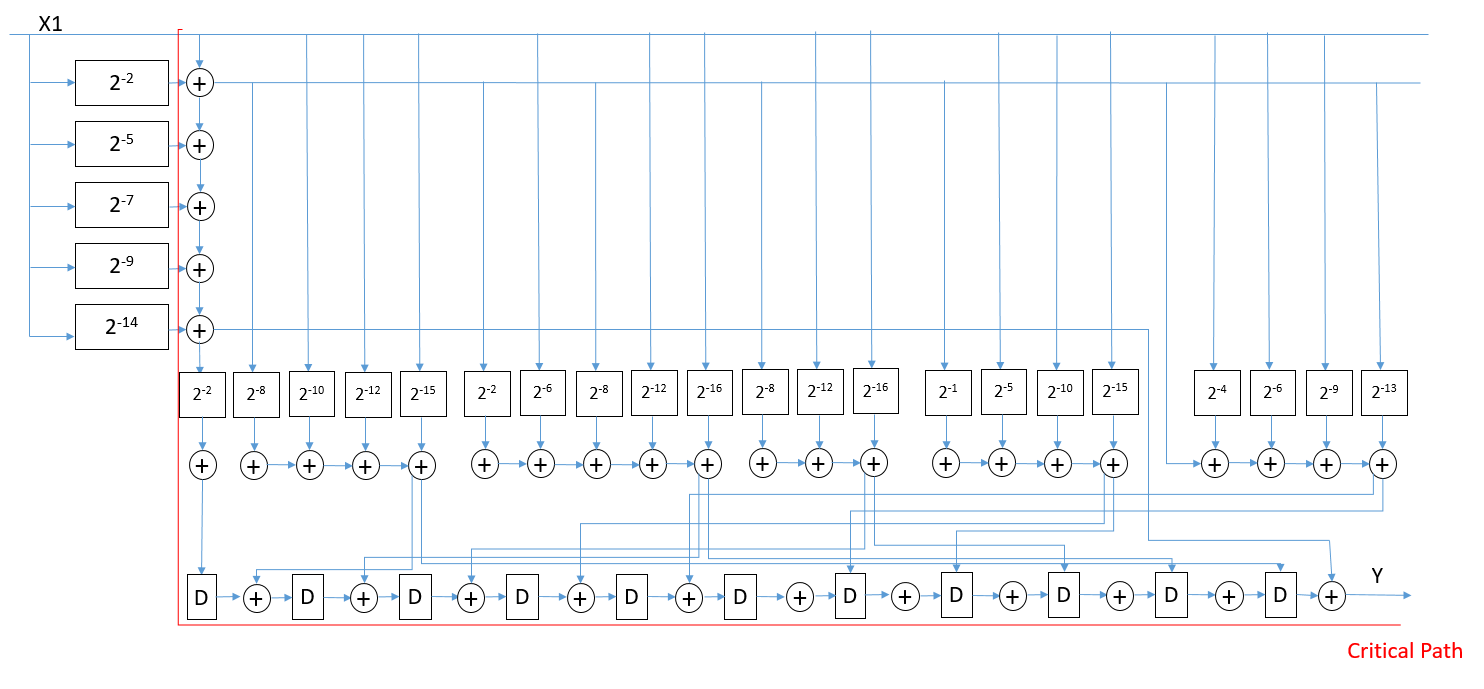 X1
2-2 +
2-5 +
2-7 +
2-9 +
2-14 +
2-2 2-8 2-10 2-12 2-15 2-2 2-6 2-8 2-12 2-16 2-8 2-12 2-16 2-1 2-5 2-10 2-15 2-4 2-6 2-9 2-13
+ + + + + + + + + + + + + + + + + + + + +
Y
D + D + D + D + D + D + D + D + D + D + D +
Critical Path